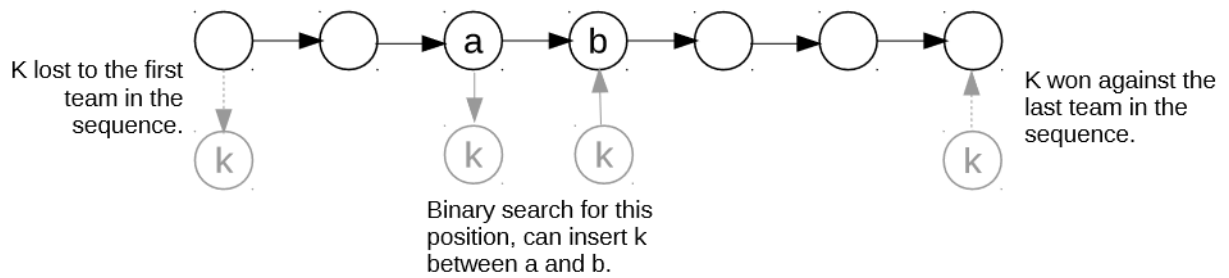 a
b
K lost to the first
team in the
sequence.
K won against the
last team in the
sequence.
k
k
k
k
Binary search for this
position, can insert k
between a and b.